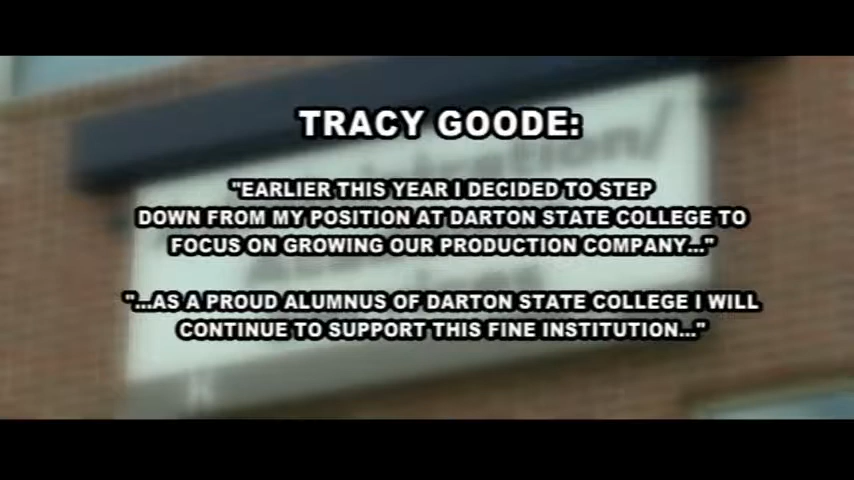 TRACY GOODE:
"EARLIER THIS YEAR I DECIDED TO STEP
DOWN FROM MY POSITION AT DARTON STATE COLLEGE TO
FOCUS ON GROWING OUR PRODUCTION COMPANY..."
"...AS A PROUD ALUMNUS OF DARTON STATE COLLEGE I WILL
CONTINUE TO SUPPORT THIS FINE INSTITUTION..."